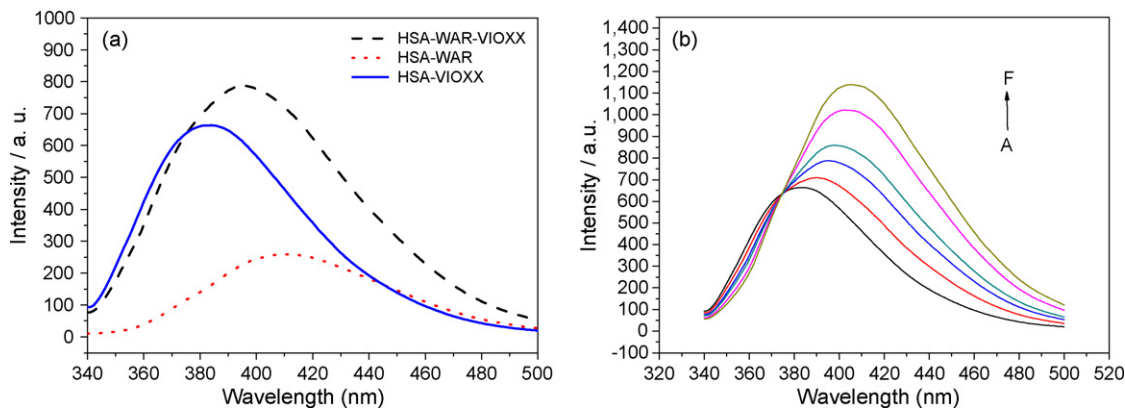 (a)
HSA-WAR-VIOXX
HSA-WAR
HSA-VIOXX
Intensity / a. u.
1000
900
800
700
600
500
400
300
200
100
0
340 360 380 400 420 440 460 480 500
Wavelength (nm)
(b)
F
A
Intensity / a.u.
1,400
1,300
1,200
1,100
1,000
900
800
700
600
500
400
300
200
100
0
-100
320 340 360 380 400 420 440 460 480 500 520
Wavelength (nm)